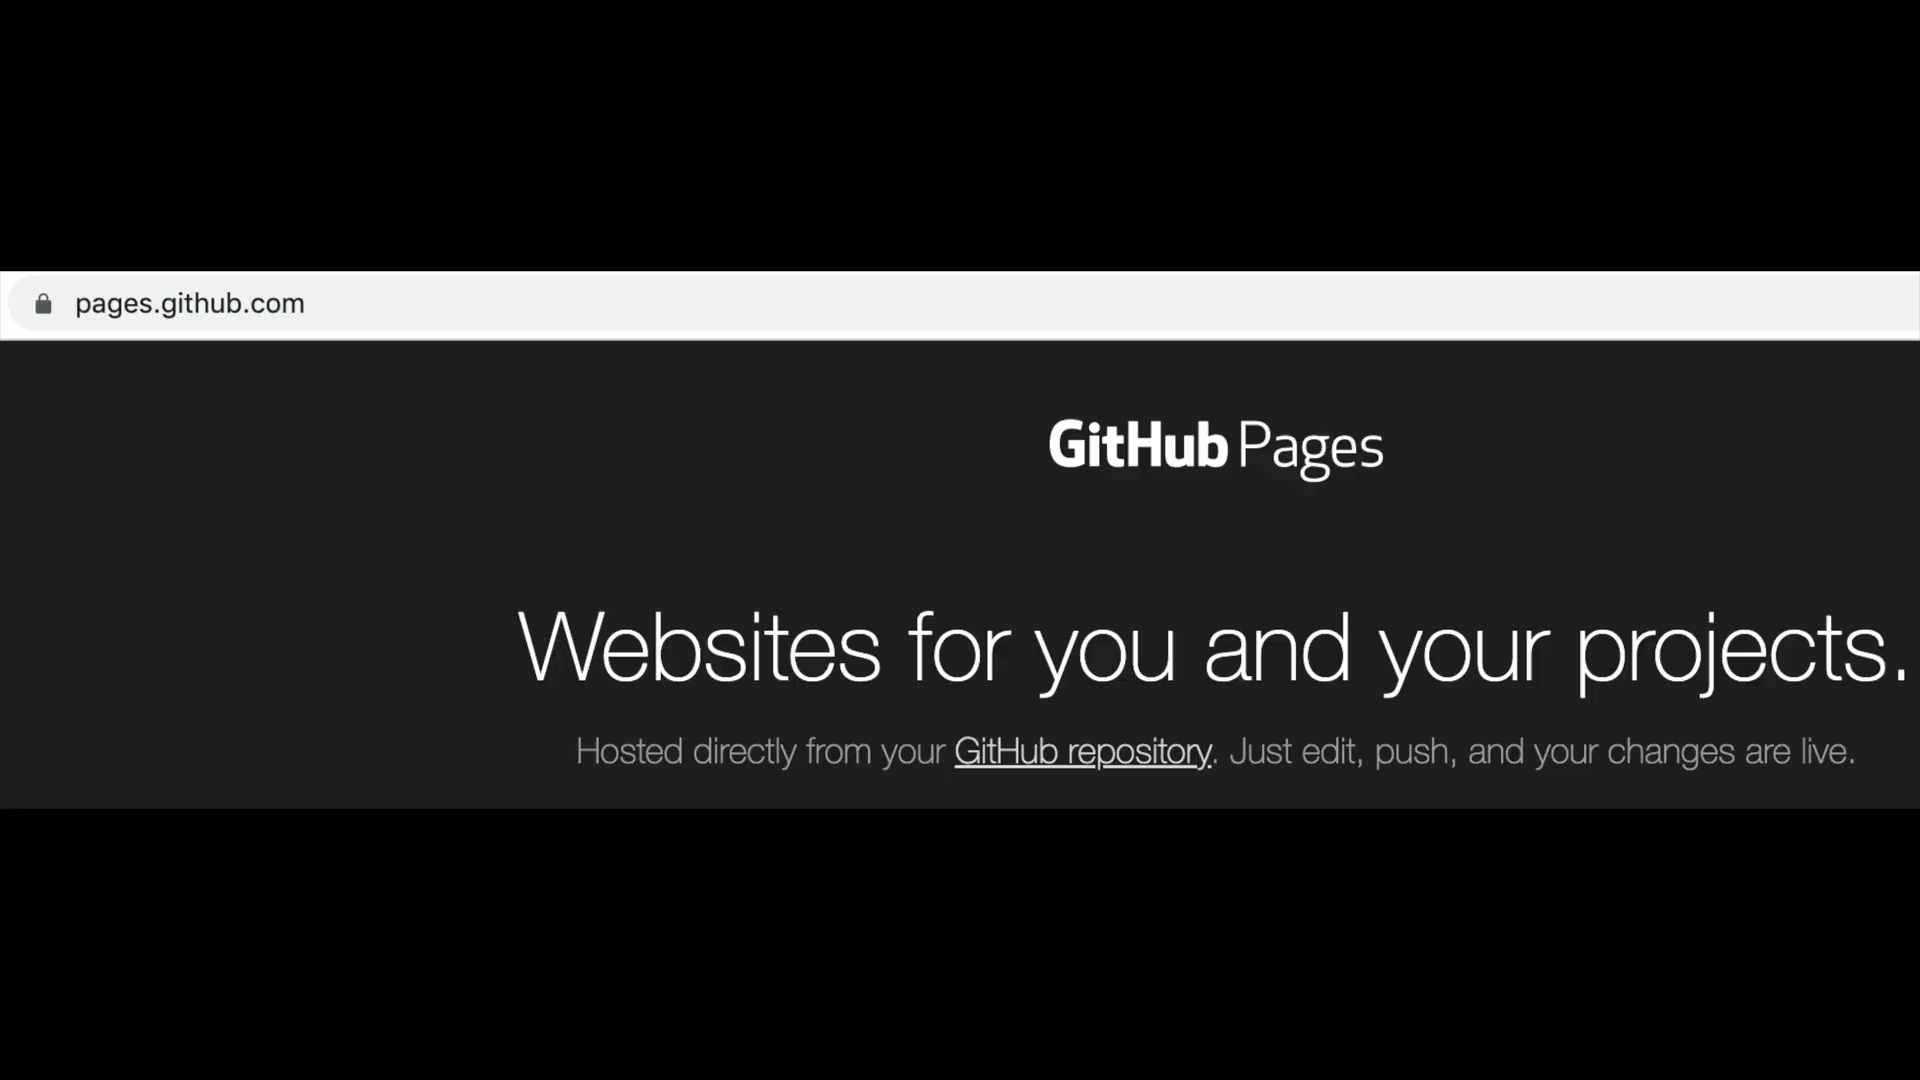 pages.github.com
GitHub Pages
Websites for you and your projects.
Hosted directly from your GitHub repository. Just edit, push, and your changes are live.